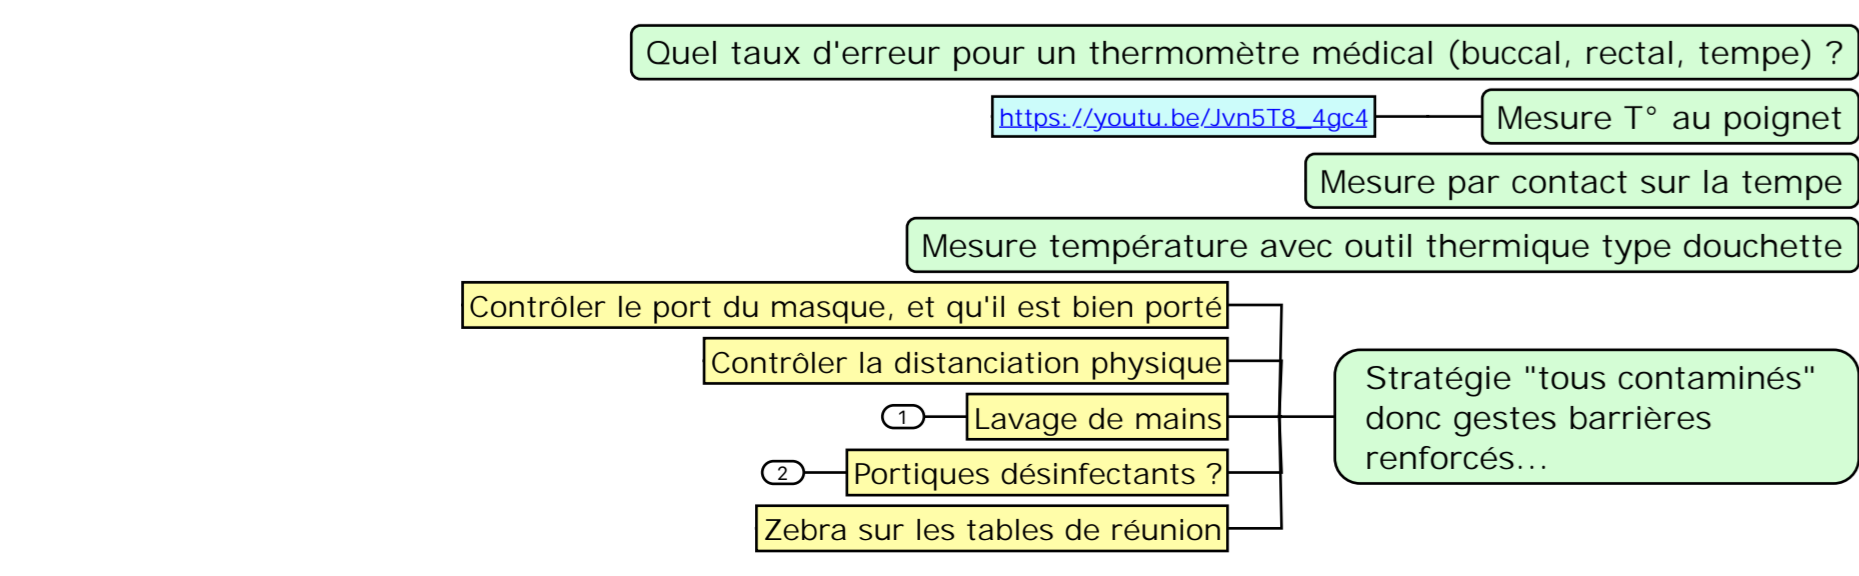 Quel taux d'erreur pour un thermomètre médical (buccal, rectal, tempe) ?
https://youtu.be/Jvn5T8_4gc4
Mesure T° au poignet
Mesure par contact sur la tempe
Mesure température avec outil thermique type douchette
Contrôler le port du masque, et qu'il est bien porté
Contrôler la distanciation physique
1
Lavage de mains
2
Portiques désinfectants ?
Zebra sur les tables de réunion
Stratégie "tous contaminés"
donc gestes barrières
renforcés...